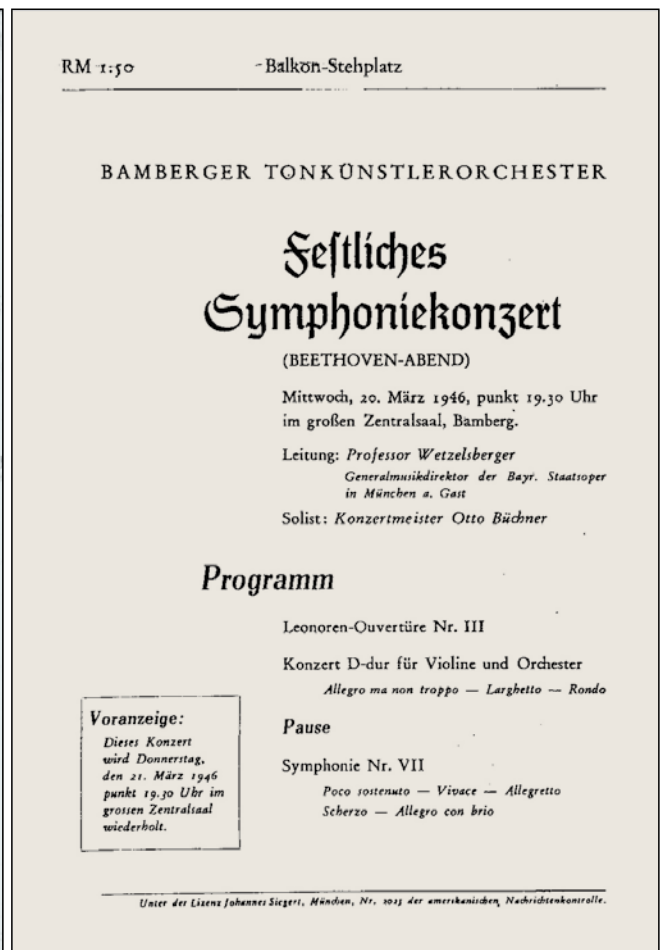 RM 1:50 -Balkon-Stehplatz
BAMBERGER TONKÜNSTLERORCHESTER
Festliches
Symphoniekonzert
(BEETHOVEN-ABEND)
Mittwoch, 20. März 1946, punkt 19.30 Uhr
im großen Zentralsaal, Bamberg.
Leitung: Professor Wetzelsberger
Generalmusikdirektor der Bayr. Staatsoper
in München a. Gast
Solist: Konzertmeister Otto Büchner
Programm
Leonoren-Ouvertüre Nr. III
Konzert D-dur für Violine und Orchester
Allegro ma non troppo — Larghetto — Rondo
Pause
Symphonie Nr. VII
Poco sostenuto — Vivace — Allegretto
Scherzo — Allegro con brio
Voranzeige:
Dieses Konzert
wird Donnerstag,
den 21. März 1946
punkt 19.30 Uhr im
grossen Zentralsaal
wiederholt.
Unter der Lizenz Johannes Siegert, München, Nr. 1025 der amerikanischen Nachrichtenkontrolle.